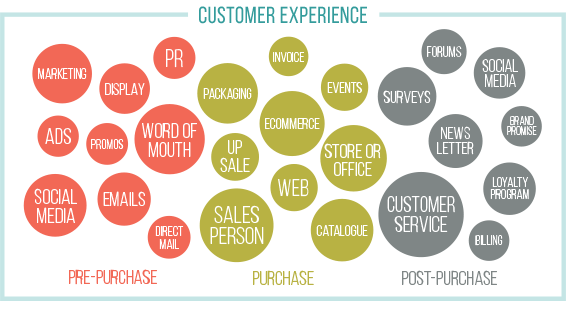 CUSTOMER EXPERIENCE
MARKETING
DISPLAY
PR
ADS
PROMOS
WORD OF
MOUTH
SOCIAL
MEDIA
EMAILS
DIRECT
MAIL
PRE-PURCHASE
PACKAGING
INVOICE
EVENTS
ECOMMERCE
UP
SALE
STORE OR
OFFICE
WEB
SALES
PERSON
CATALOGUE
PURCHASE
FORUMS
SOCIAL
MEDIA
SURVEYS
BRAND
PROMISE
NEWS
LETTER
LOYALTY
PROGRAM
CUSTOMER
SERVICE
BILLING
POST-PURCHASE